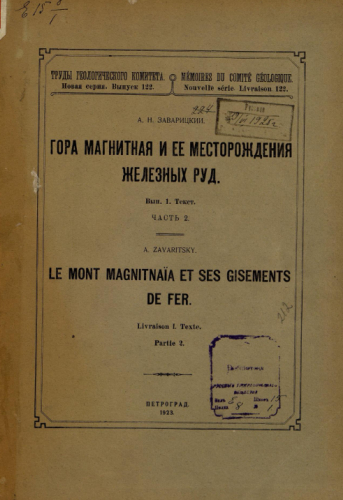 ТРУДЫ ГЕОЛОГИЧЕСКОГО КОМИТЕТА.
Новая серия. Выпуск 122.
MÉMOIRES DU COMITÉ GÉOLOGIQUE.
Nouvelle série. Livraison 122.
А. Н. ЗАВАРИЦКИЙ.
ГОРА МАГНИТНАЯ И ЕЕ МЕСТОРОЖДЕНИЯ
ЖЕЛЕЗНЫХ РУД.
Вып. 1. Текст.
ЧАСТЬ 2.
A. ZAVARITSKY.
LE MONT MAGNITNAÏA ET SES GISEMENTS
DE FER.
Livraison 1. Texte.
Partie 2.
212
ПЕТРОГРАД.
1923.